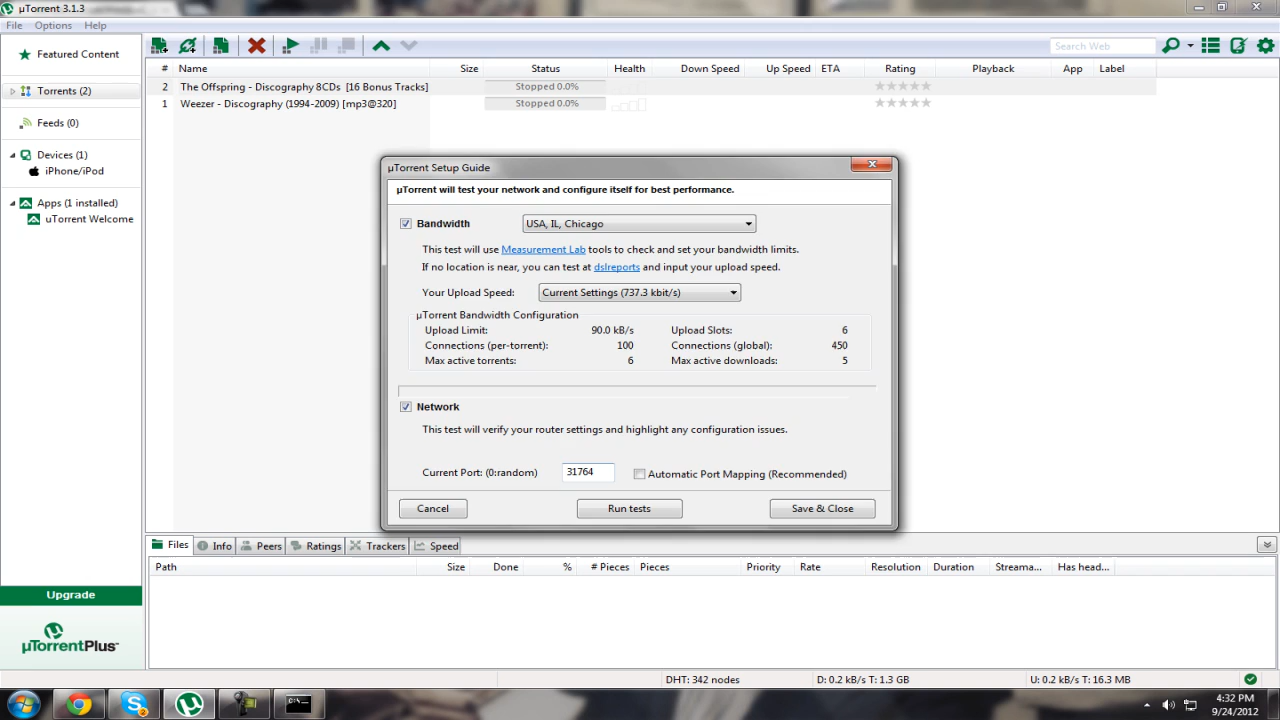 µTorrent 3.1.3
File Options Help
Search Web
Featured Content
Torrents (2)
Feeds (0)
Devices (1)
iPhone/iPod
Apps (1 installed)
uTorrent Welcome
Upgrade
µTorrentPlus
# Name Size Status Health Down Speed Up Speed ETA Rating Playback App Label
2 The Offspring - Discography 8CDs [16 Bonus Tracks] Stopped 0.0%
1 Weezer - Discography (1994-2009) [mp3@320] Stopped 0.0%
µTorrent Setup Guide
µTorrent will test your network and configure itself for best performance.
Bandwidth USA, IL, Chicago
This test will use Measurement Lab tools to check and set your bandwidth limits.
If no location is near, you can test at dslreports and input your upload speed.
Your Upload Speed: Current Settings (737.3 kbit/s)
µTorrent Bandwidth Configuration
Upload Limit: 90.0 kB/s Upload Slots: 6
Connections (per-torrent): 100 Connections (global): 450
Max active torrents: 6 Max active downloads: 5
Network
This test will verify your router settings and highlight any configuration issues.
Current Port: (0:random) 31764 Automatic Port Mapping (Recommended)
Cancel Run tests Save & Close
Files Info Peers Ratings Trackers Speed
Path Size Done % # Pieces Pieces Priority Rate Resolution Duration Streama... Has head...
DHT: 342 nodes D: 0.2 kB/s T: 1.3 GB U: 0.2 kB/s T: 16.3 MB
4:32 PM
9/24/2012